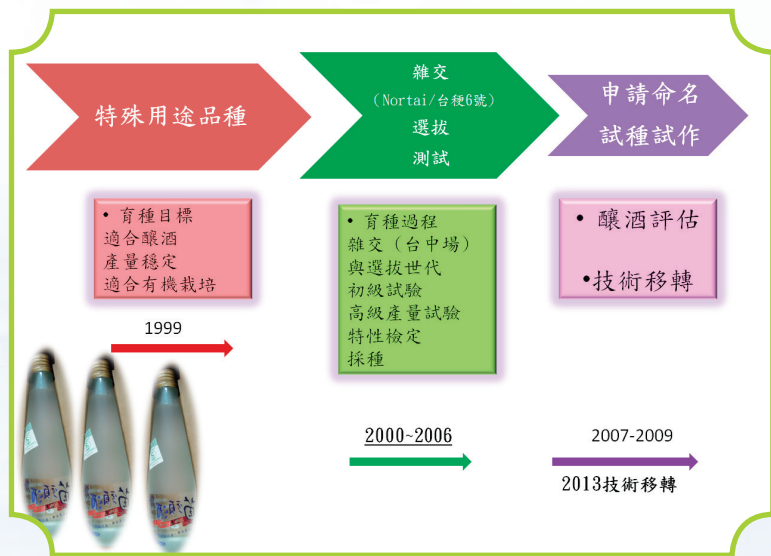 特殊用途品種
雜交
（Nortai/台稉6號）
選拔
測試
申請命名
試種試作
• 育種目標
適合釀酒
產量穩定
適合有機栽培
• 育種過程
雜交（台中場）
與選拔世代
初級試驗
高級產量試驗
特性檢定
採種
• 釀酒評估
•技術移轉
1999
2000~2006
2007-2009
2013技術移轉